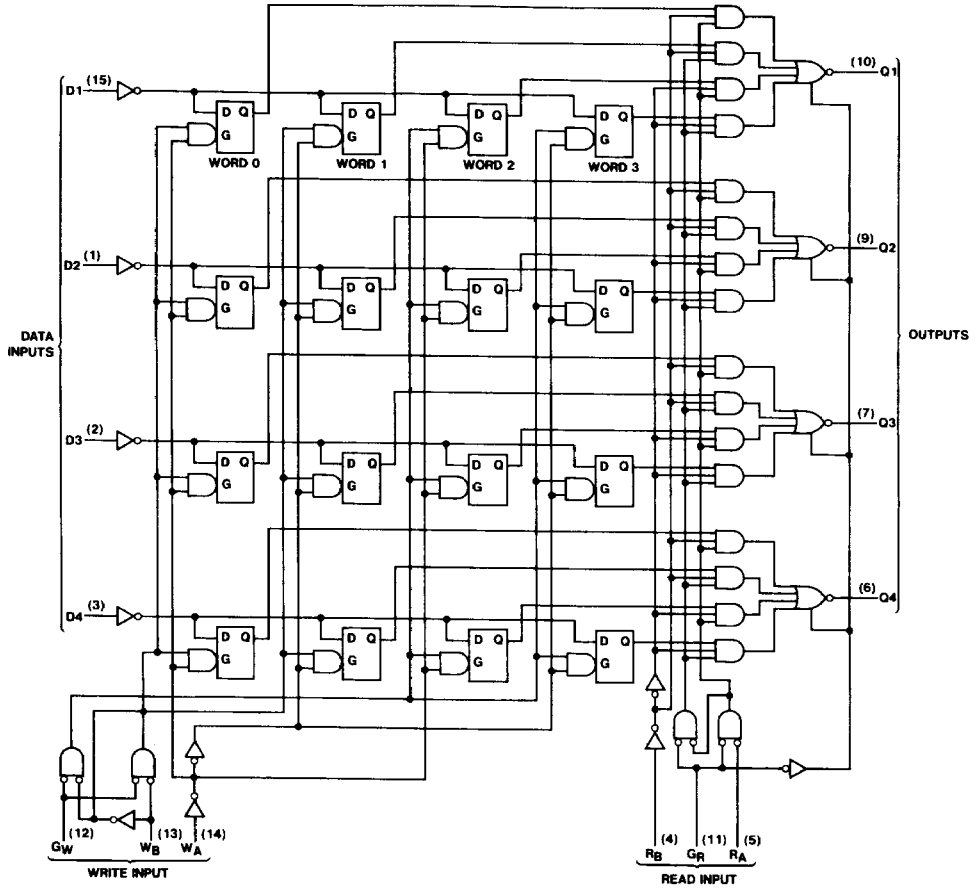 (10) Q1
D1 (15)
D Q
G
WORD 0
D Q
G
WORD 1
D Q
G
WORD 2
D Q
G
WORD 3
(9) Q2
D2 (1)
D Q
G
D Q
G
D Q
G
D Q
G
DATA
INPUTS
OUTPUTS
(7) Q3
D3 (2)
D Q
G
D Q
G
D Q
G
D Q
G
(6) Q4
D4 (3)
D Q
G
D Q
G
D Q
G
D Q
G
GW (12)
WB (13)
WA (14)
WRITE INPUT
RB (4)
GR (11)
RA (5)
READ INPUT